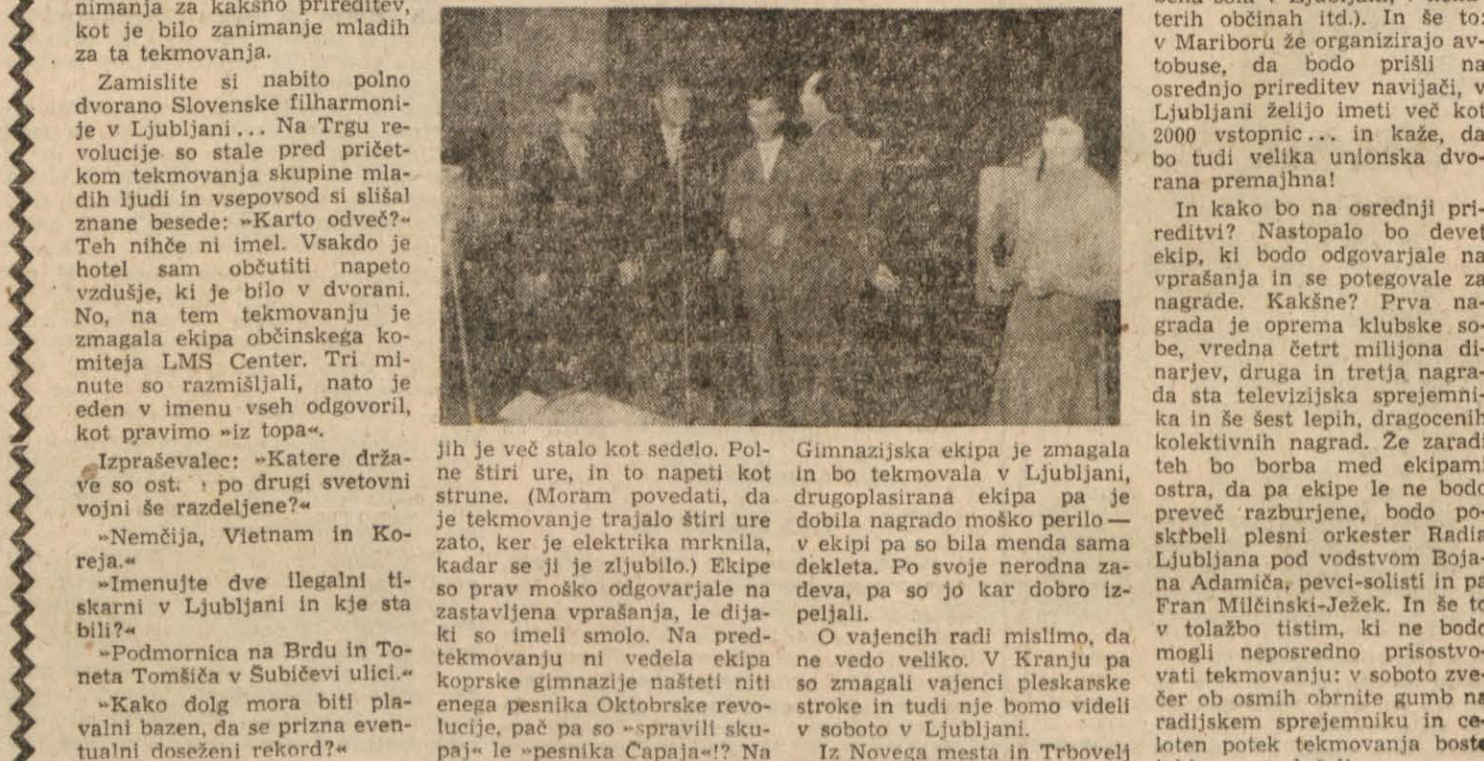 nimanja za kakšno prireditev,
kot je bilo zanimanje mladih
za ta tekmovanja.
Zamislite si nabito polno
dvorano Slovenske filharmoni-
je v Ljubljani... Na Trgu re-
volucije so stale pred pričet-
kom tekmovanja skupine mla-
dih ljudi in vsepovsod si slišal
znane besede: »Karto odveč?«
Teh nihče ni imel. Vsakdo je
hotel sam občutiti napeto
vzdušje, ki je bilo v dvorani.
No, na tem tekmovanju je
zmagala ekipa občinskega ko-
miteja LMS Center. Tri mi-
nute so razmišljali, nato je
eden v imenu vseh odgovoril,
kot pravimo »iz topa«.
Izpraševalec: »Katere drža-
ve so po drugi svetovni
vojni še razdeljene?«
»Nemčija, Vietnam in Ko-
reja.«
»Imenujte dve ilegalni ti-
skarni v Ljubljani in kje sta
bili?«
»Podmornica na Brdu in To-
neta Tomšiča v Šubičevi ulici.«
»Kako dolg mora biti pla-
valni bazen, da se prizna even-
tualni doseženi rekord?«
jih je več stalo kot sedelo. Pol-
ne štiri ure, in to napeti kot
strune. (Moram povedati, da
je tekmovanje trajalo štiri ure
zato, ker je elektrika mrknila,
kadar se ji je zljubilo.) Ekipe
so prav moško odgovarjale na
zastavljena vprašanja, le dija-
ki so imeli smolo. Na pred-
tekmovanju ni vedela ekipa
koprske gimnazije našteti niti
enega pesnika Oktobrske revo-
lucije, pač pa so »spravili sku-
paj« le »pesnika Čapaja«!? Na
Gimnazijska ekipa je zmagala
in bo tekmovala v Ljubljani,
drugoplasirana ekipa pa je
dobila nagrado moško perilo —
v ekipi pa so bila menda sama
dekleta. Po svoje nerodna za-
deva, pa so jo kar dobro iz-
peljali.
O vajencih radi mislimo, da
ne vedo veliko. V Kranju pa
so zmagali vajenci pleskarske
stroke in tudi nje bomo videli
v soboto v Ljubljani.
Iz Novega mesta in Trbovelj
terih občinah itd.). In še to:
v Mariboru že organizirajo av-
tobuse, da bodo prišli na
osrednjo prireditev navijači, v
Ljubljani želijo imeti več kot
2000 vstopnic... in kaže, da
bo tudi velika unionska dvo-
rana premajhna!
In kako bo na osrednji pri-
reditvi? Nastopalo bo devet
ekip, ki bodo odgovarjale na
vprašanja in se potegovale za
nagrade. Kakšne? Prva na-
grada je oprema klubske so-
be, vredna četrt milijona di-
narjev, druga in tretja nagra-
da sta televizijska sprejemni-
ka in še šest lepih, dragocenih
kolektivnih nagrad. Že zaradi
teh bo borba med ekipami
ostra, da pa ekipe le ne bodo
preveč razburjene, bodo po-
skrbeli plesni orkester Radia
Ljubljana pod vodstvom Boja-
na Adamiča, pevci-solisti in pa
Fran Milčinski-Ježek. In še to
v tolažbo tistim, ki ne bodo
mogli neposredno prisostvo-
vati tekmovanju: v soboto zve-
čer ob osmih obrnite gumb na
radijskem sprejemniku in ce-
loten potek tekmovanja boste